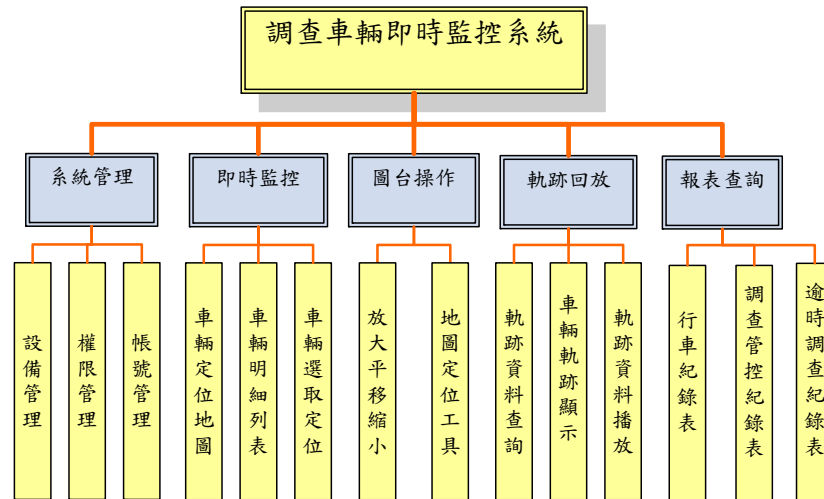 調查車輛即時監控系統
系統管理
即時監控
圖台操作
軌跡回放
報表查詢
設備管理
權限管理
帳號管理
車輛定位地圖
車輛明細列表
車輛選取定位
放大平移縮小
地圖定位工具
軌跡資料查詢
車輛軌跡顯示
軌跡資料播放
行車紀錄表
調查管控紀錄表
逾時調查紀錄表